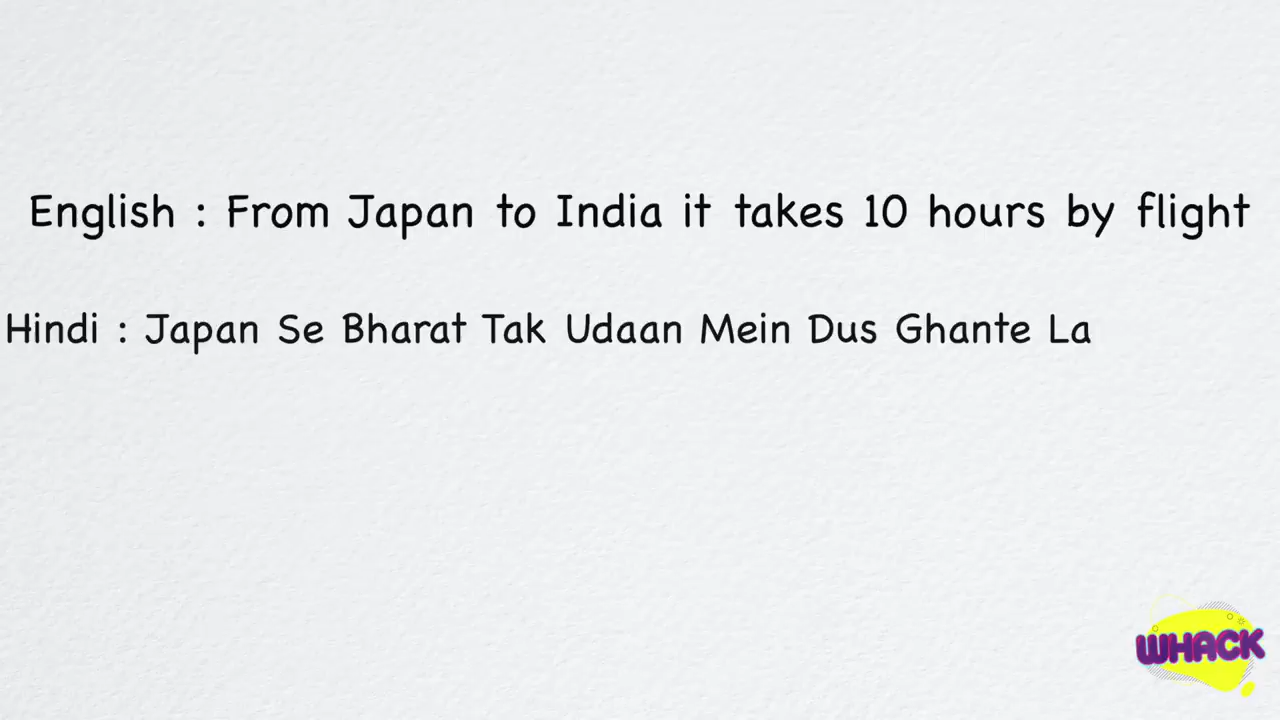 English : From Japan to India it takes 10 hours by flight
Hindi : Japan Se Bharat Tak Udaan Mein Dus Ghante La
WHACK